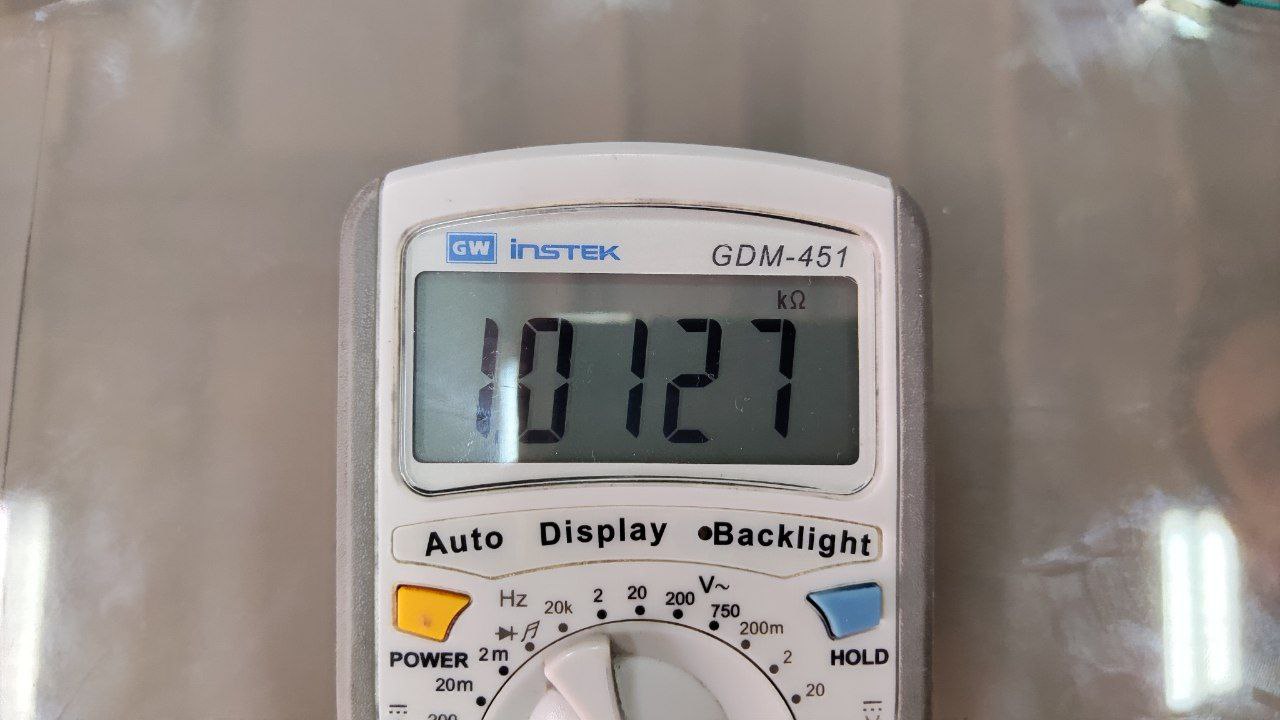 GW INSTEK GDM-451
kΩ
1.0127
Auto Display •Backlight
POWER
HOLD
Hz
20k
2
20
200
V~
750
200m
2
20
2m
20m
200